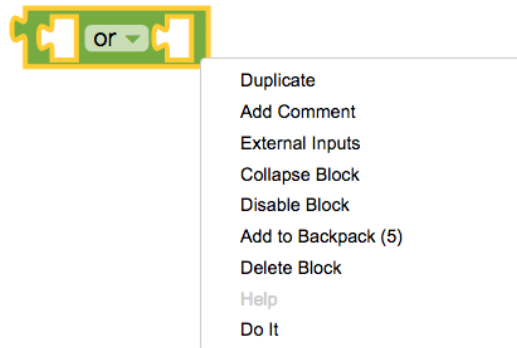 or
Duplicate
Add Comment
External Inputs
Collapse Block
Disable Block
Add to Backpack (5)
Delete Block
Help
Do It